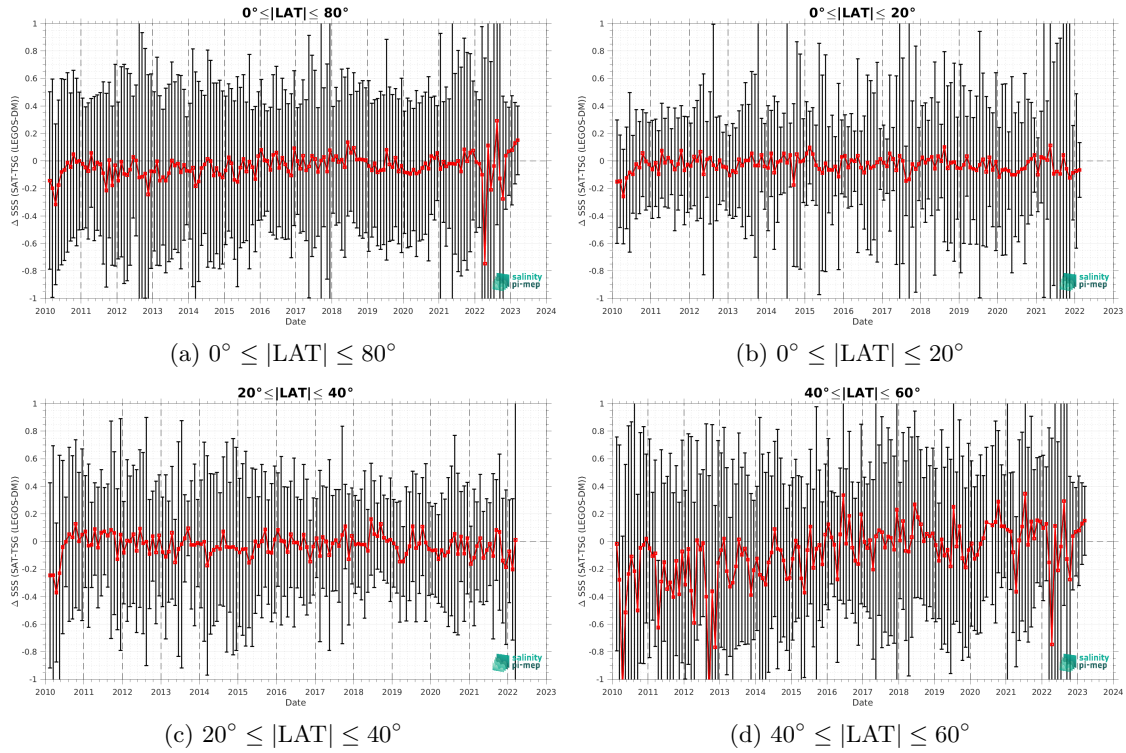 0°≤|LAT|≤ 80°
Δ SSS (SAT-TSG (LEGOS-DM))
1
0.8
0.6
0.4
0.2
0
-0.2
-0.4
-0.6
-0.8
-1
2010 2011 2012 2013 2014 2015 2016 2017 2018 2019 2020 2021 2022 2023 2024
Date
salinity
pi-mep
(a) 0° ≤ |LAT| ≤ 80°
0°≤|LAT|≤ 20°
Δ SSS (SAT-TSG (LEGOS-DM))
1
0.8
0.6
0.4
0.2
0
-0.2
-0.4
-0.6
-0.8
-1
2010 2011 2012 2013 2014 2015 2016 2017 2018 2019 2020 2021 2022 2023
Date
salinity
pi-mep
(b) 0° ≤ |LAT| ≤ 20°
20°≤|LAT|≤ 40°
Δ SSS (SAT-TSG (LEGOS-DM))
1
0.8
0.6
0.4
0.2
0
-0.2
-0.4
-0.6
-0.8
-1
2010 2011 2012 2013 2014 2015 2016 2017 2018 2019 2020 2021 2022 2023
Date
salinity
pi-mep
(c) 20° ≤ |LAT| ≤ 40°
40°≤|LAT|≤ 60°
Δ SSS (SAT-TSG (LEGOS-DM))
1
0.8
0.6
0.4
0.2
0
-0.2
-0.4
-0.6
-0.8
-1
2010 2011 2012 2013 2014 2015 2016 2017 2018 2019 2020 2021 2022 2023 2024
Date
salinity
pi-mep
(d) 40° ≤ |LAT| ≤ 60°